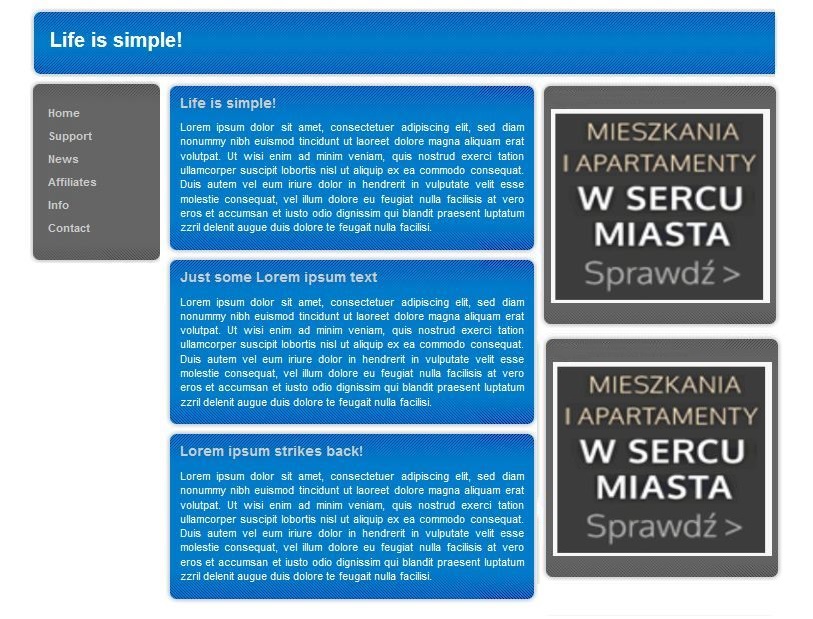 Life is simple!
Home
Support
News
Affiliates
Info
Contact
Life is simple!
Lorem ipsum dolor sit amet, consectetuer adipiscing elit, sed diam
nonummy nibh euismod tincidunt ut laoreet dolore magna aliquam erat
volutpat. Ut wisi enim ad minim veniam, quis nostrud exerci tation
ullamcorper suscipit lobortis nisl ut aliquip ex ea commodo consequat.
Duis autem vel eum iriure dolor in hendrerit in vulputate velit esse
molestie consequat, vel illum dolore eu feugiat nulla facilisis at vero
eros et accumsan et iusto odio dignissim qui blandit praesent luptatum
zzril delenit augue duis dolore te feugait nulla facilisi.
Just some Lorem ipsum text
Lorem ipsum dolor sit amet, consectetuer adipiscing elit, sed diam
nonummy nibh euismod tincidunt ut laoreet dolore magna aliquam erat
volutpat. Ut wisi enim ad minim veniam, quis nostrud exerci tation
ullamcorper suscipit lobortis nisl ut aliquip ex ea commodo consequat.
Duis autem vel eum iriure dolor in hendrerit in vulputate velit esse
molestie consequat, vel illum dolore eu feugiat nulla facilisis at vero
eros et accumsan et iusto odio dignissim qui blandit praesent luptatum
zzril delenit augue duis dolore te feugait nulla facilisi.
Lorem ipsum strikes back!
Lorem ipsum dolor sit amet, consectetuer adipiscing elit, sed diam
nonummy nibh euismod tincidunt ut laoreet dolore magna aliquam erat
volutpat. Ut wisi enim ad minim veniam, quis nostrud exerci tation
ullamcorper suscipit lobortis nisl ut aliquip ex ea commodo consequat.
Duis autem vel eum iriure dolor in hendrerit in vulputate velit esse
molestie consequat, vel illum dolore eu feugiat nulla facilisis at vero
eros et accumsan et iusto odio dignissim qui blandit praesent luptatum
zzril delenit augue duis dolore te feugait nulla facilisi.
MIESZKANIA
I APARTAMENTY
W SERCU
MIASTA
Sprawdź >
MIESZKANIA
I APARTAMENTY
W SERCU
MIASTA
Sprawdź >